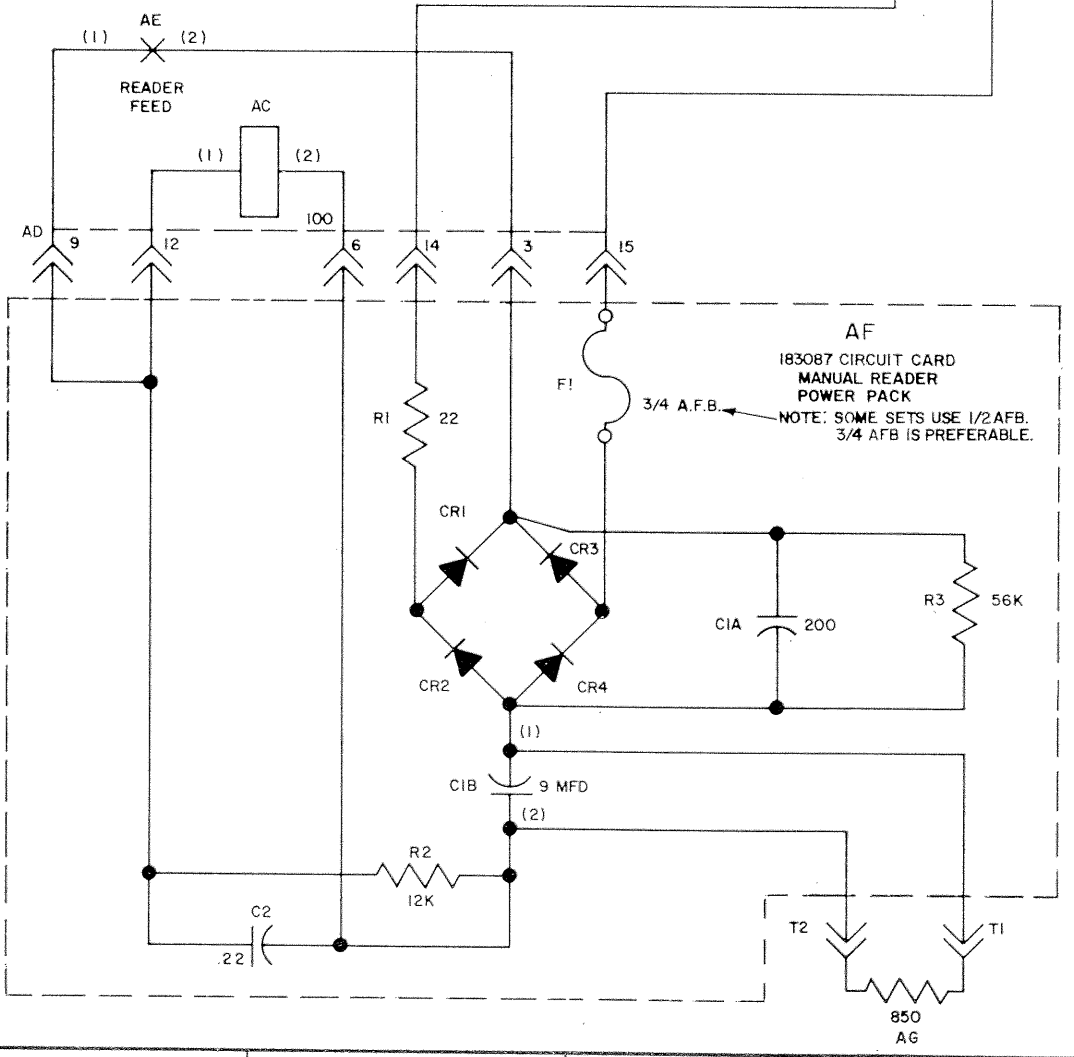 AE
(1) (2)
READER
FEED
AC
(1) (2)
100
AD 9 12 6 14 3 15
AF
183087 CIRCUIT CARD
MANUAL READER
POWER PACK
F1
3/4 A.F.B.
NOTE: SOME SETS USE 1/2 AFB.
3/4 AFB IS PREFERABLE.
R1 22
CR1
CR3
R3 56K
C1A 200
CR2
CR4
(1)
C1B 9 MFD
(2)
R2
12K
C2
.22
T2 T1
850
AG